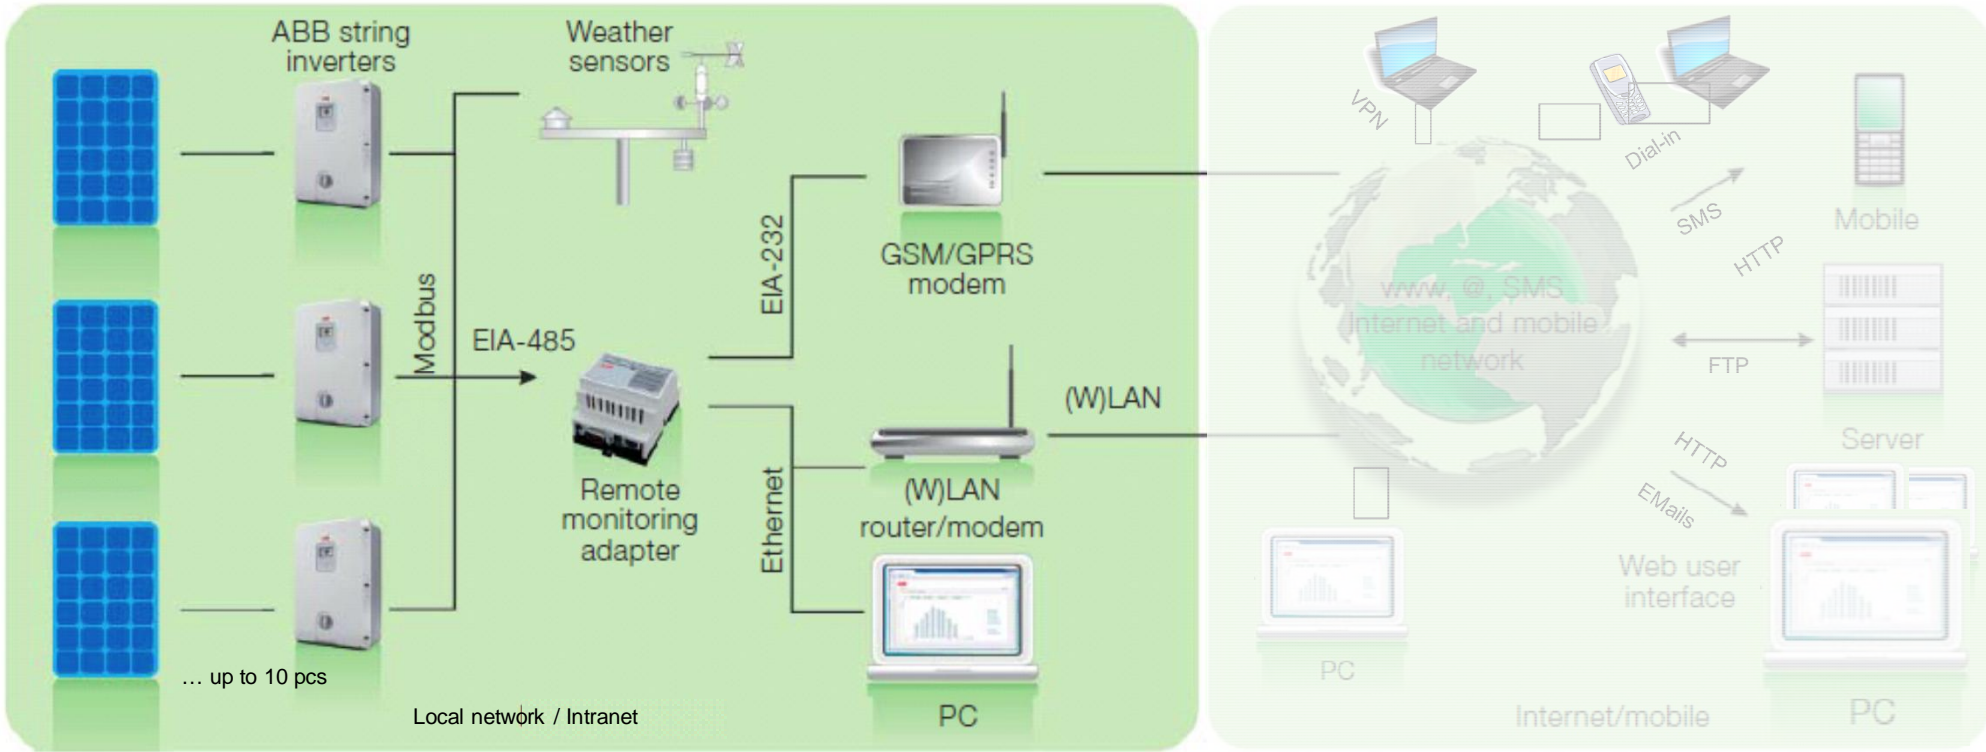 ABB string
inverters
Weather
sensors
Modbus
EIA-485
EIA-232
GSM/GPRS
modem
Remote
monitoring
adapter
Ethernet
(W)LAN
(W)LAN
router/modem
PC
... up to 10 pcs
Local network / Intranet
VPN
Dial-in
SMS
HTTP
Mobile
www, @, SMS
Internet and mobile
network
FTP
Server
HTTP
EMails
Web user
interface
PC
PC
Internet/mobile